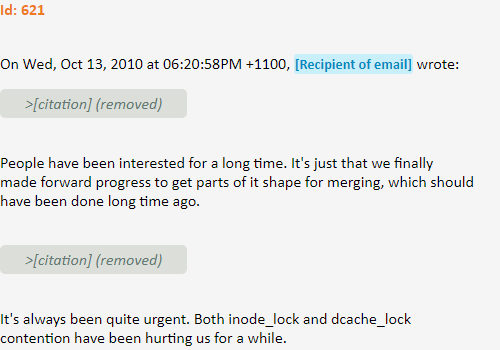 Id: 621
On Wed, Oct 13, 2010 at 06:20:58PM +1100, [Recipient of email] wrote:
>[citation] (removed)
People have been interested for a long time. It's just that we finally
made forward progress to get parts of it shape for merging, which should
have been done long time ago.
>[citation] (removed)
It's always been quite urgent. Both inode_lock and dcache_lock
contention have been hurting us for a while.